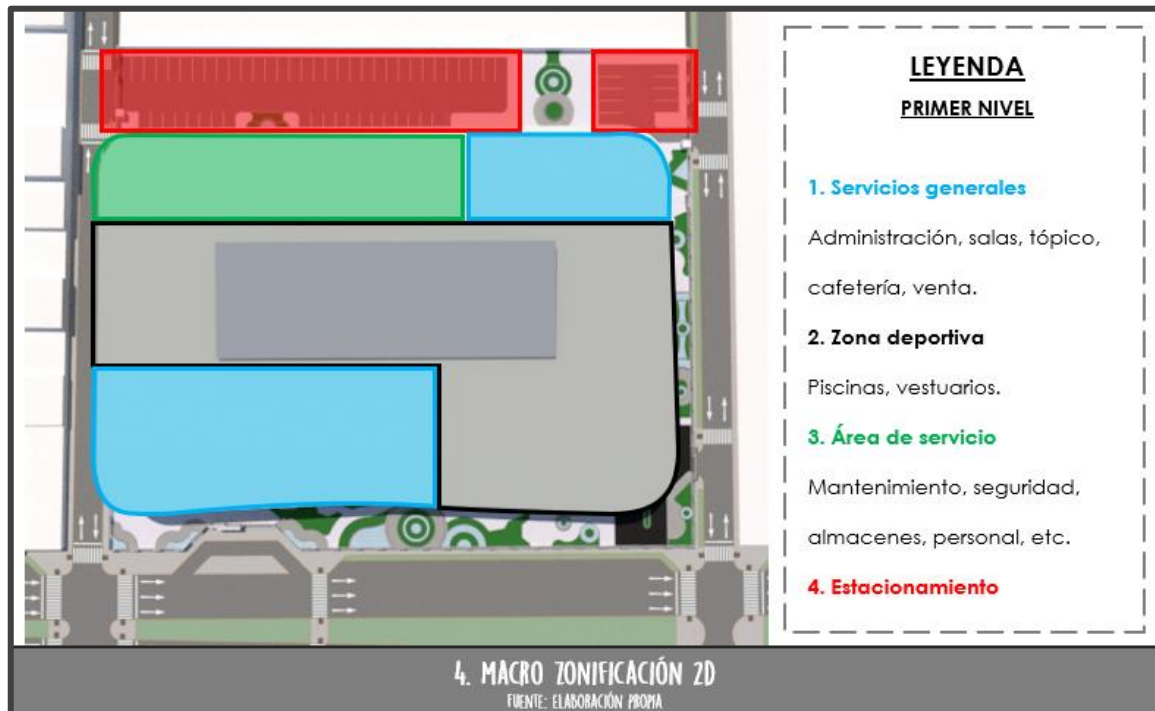 LEYENDA
PRIMER NIVEL
1. Servicios generales
Administración, salas, tópico,
cafetería, venta.
2. Zona deportiva
Piscinas, vestuarios.
3. Área de servicio
Mantenimiento, seguridad,
almacenes, personal, etc.
4. Estacionamiento
4. MACRO ZONIFICACIÓN 2D
FUENTE: ELABORACIÓN PROPIA